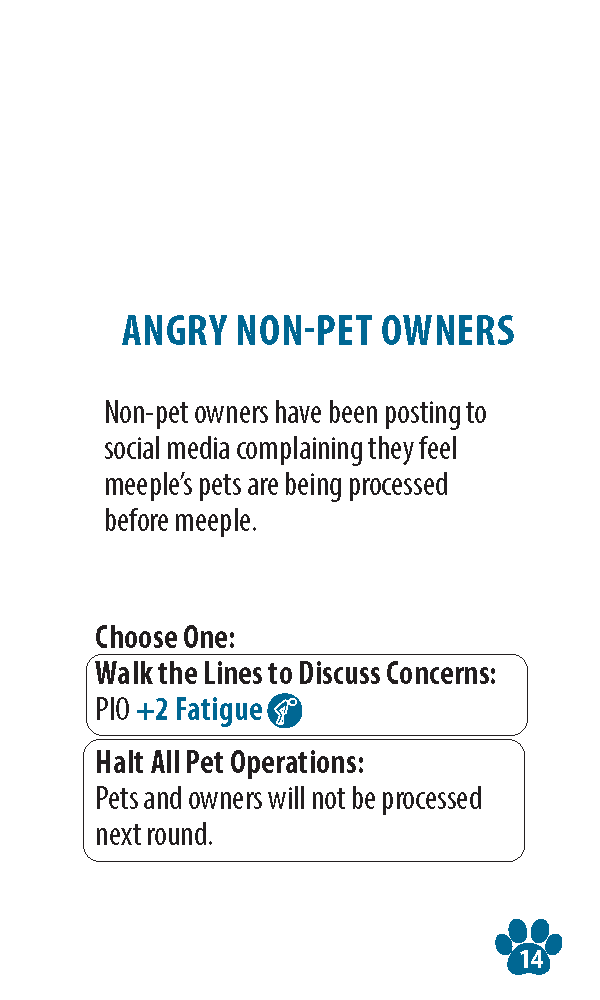 ANGRY NON-PET OWNERS
Non-pet owners have been posting to
social media complaining they feel
meeple’s pets are being processed
before meeple.
Choose One:
Walk the Lines to Discuss Concerns:
PIO +2 Fatigue
Halt All Pet Operations:
Pets and owners will not be processed
next round.
14